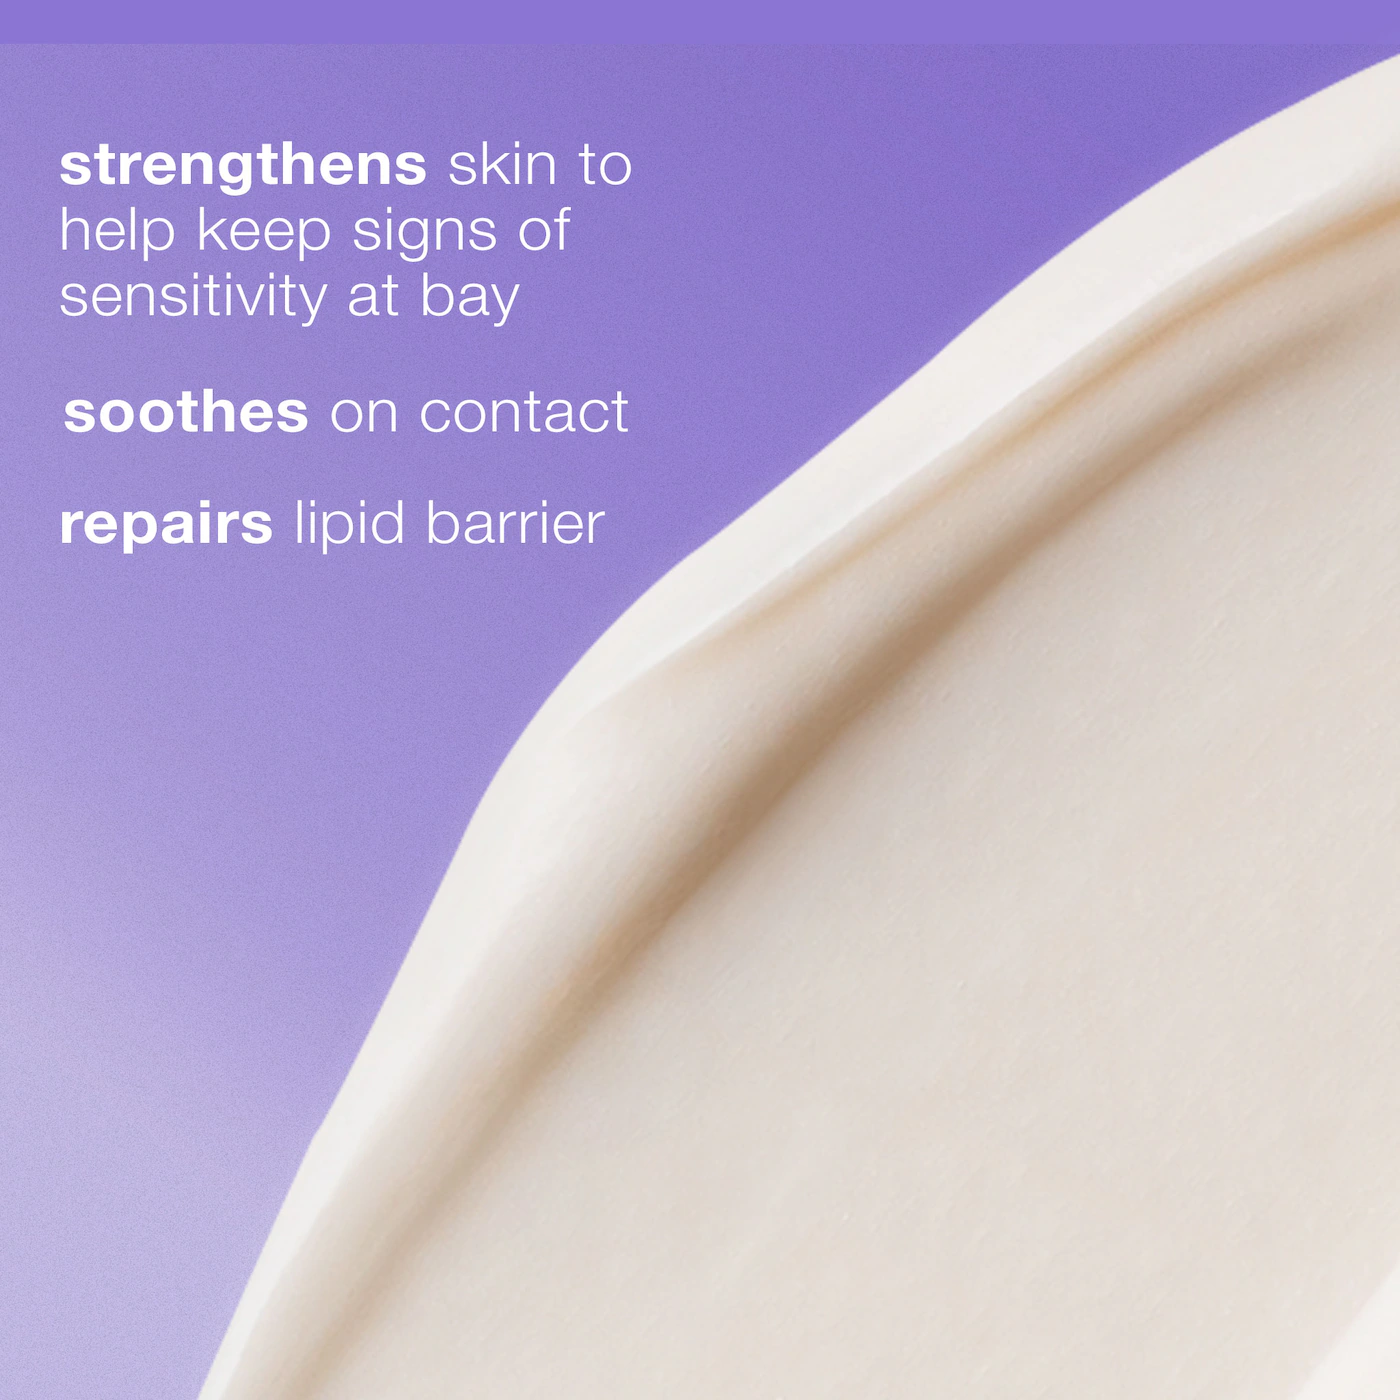 strengthens skin to
help keep signs of
sensitivity at bay
soothes on contact
repairs lipid barrier